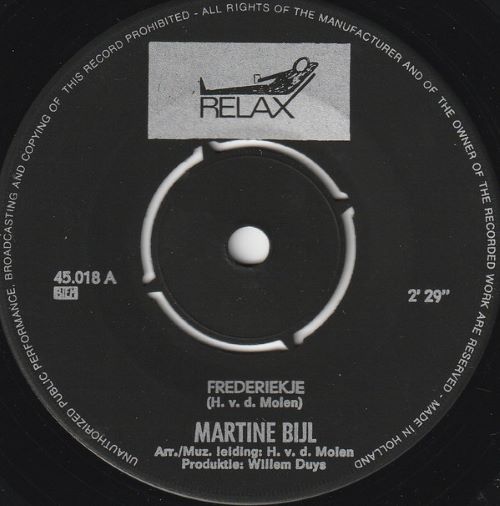 UNAUTHORIZED PUBLIC PERFORMANCE, BROADCASTING AND COPYING OF THIS RECORD PROHIBITED - ALL RIGHTS OF THE MANUFACTURER AND OF THE OWNER OF THE RECORDED WORK ARE RESERVED - MADE IN HOLLAND
RELAX
45.018 A
BIEM
2' 29"
FREDERIEKJE
(H. v. d. Molen)
MARTINE BIJL
Arr./Muz. leiding: H. v. d. Molen
Produktie: Willem Duys